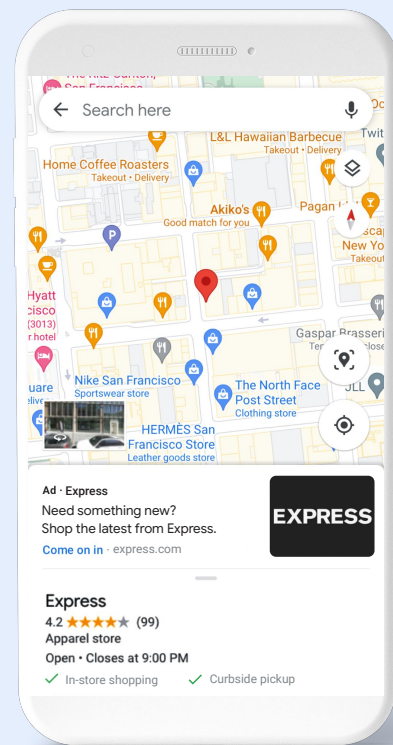 The Ritz-Carlton,
San Francisco
Search here
L&L Hawaiian Barbecue
Takeout • Delivery
Twit
Home Coffee Roasters
Takeout • Delivery
Akiko's
Good match for you
Pagan
New Yo
Takeout
P
Hyatt
cisco
(3013)
r hotel
Gaspar Brasseri
Nike San Francisco
Sportswear store
uare
The North Face
Post Street
Clothing store
JLL
HERMÈS San
Francisco Store
Leather goods store
Ad · Express
Need something new?
Shop the latest from Express.
Come on in · express.com
EXPRESS
Express
4.2 ★★★★★ (99)
Apparel store
Open • Closes at 9:00 PM
In-store shopping
Curbside pickup